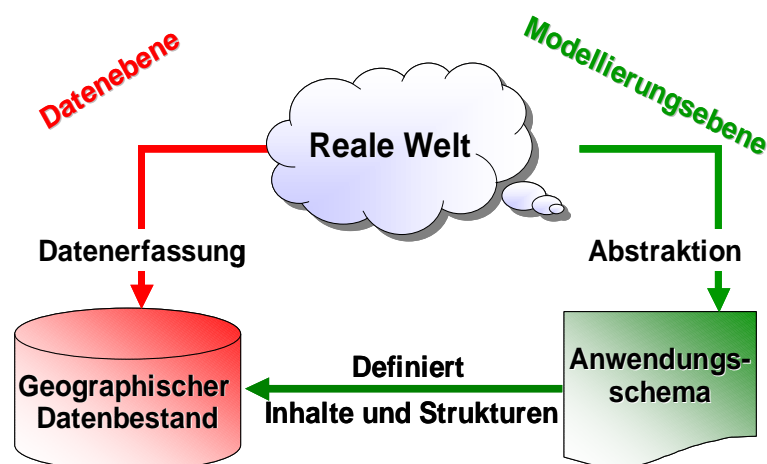 Datenebene
Modellierungsebene
Reale Welt
Datenerfassung
Abstraktion
Geographischer
Datenbestand
Definiert
Inhalte und Strukturen
Anwendungs-
schema